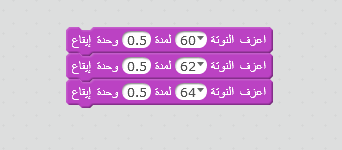 اعزف النوتة 60 لمدة 0.5 وحدة إيقاع
اعزف النوتة 62 لمدة 0.5 وحدة إيقاع
اعزف النوتة 64 لمدة 0.5 وحدة إيقاع